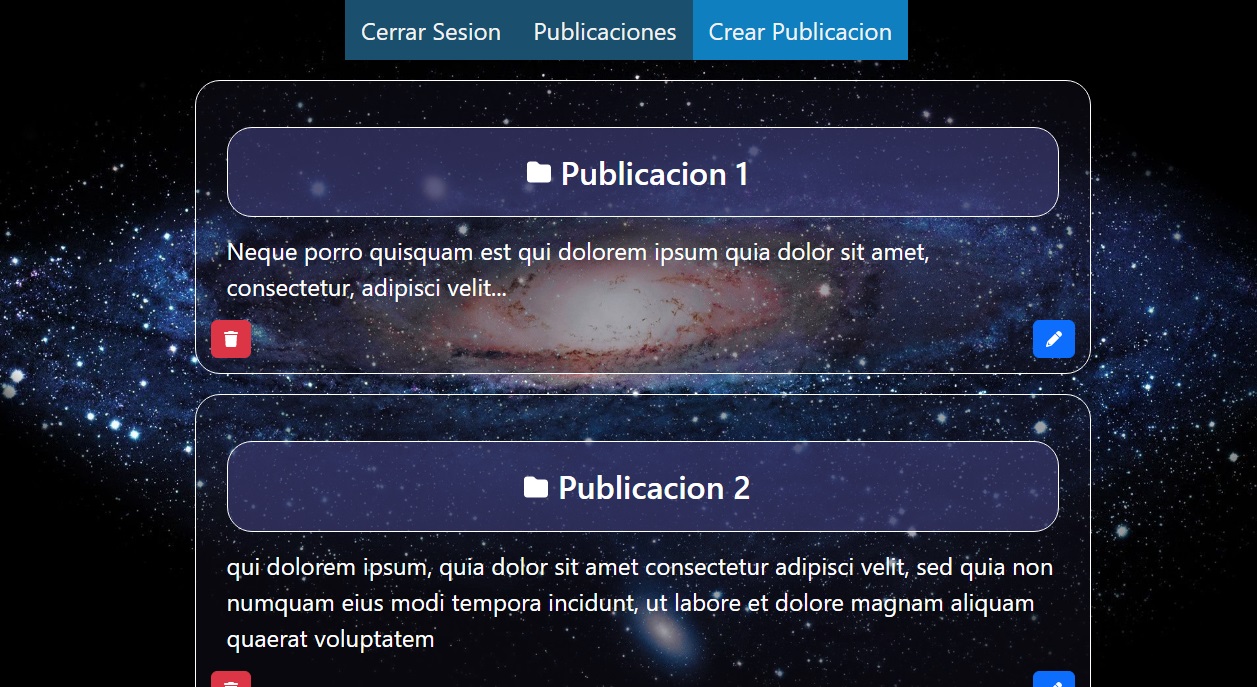 Cerrar Sesion Publicaciones Crear Publicacion
Publicacion 1
Neque porro quisquam est qui dolorem ipsum quia dolor sit amet,
consectetur, adipisci velit...
Publicacion 2
qui dolorem ipsum, quia dolor sit amet consectetur adipisci velit, sed quia non
numquam eius modi tempora incidunt, ut labore et dolore magnam aliquam
quaerat voluptatem